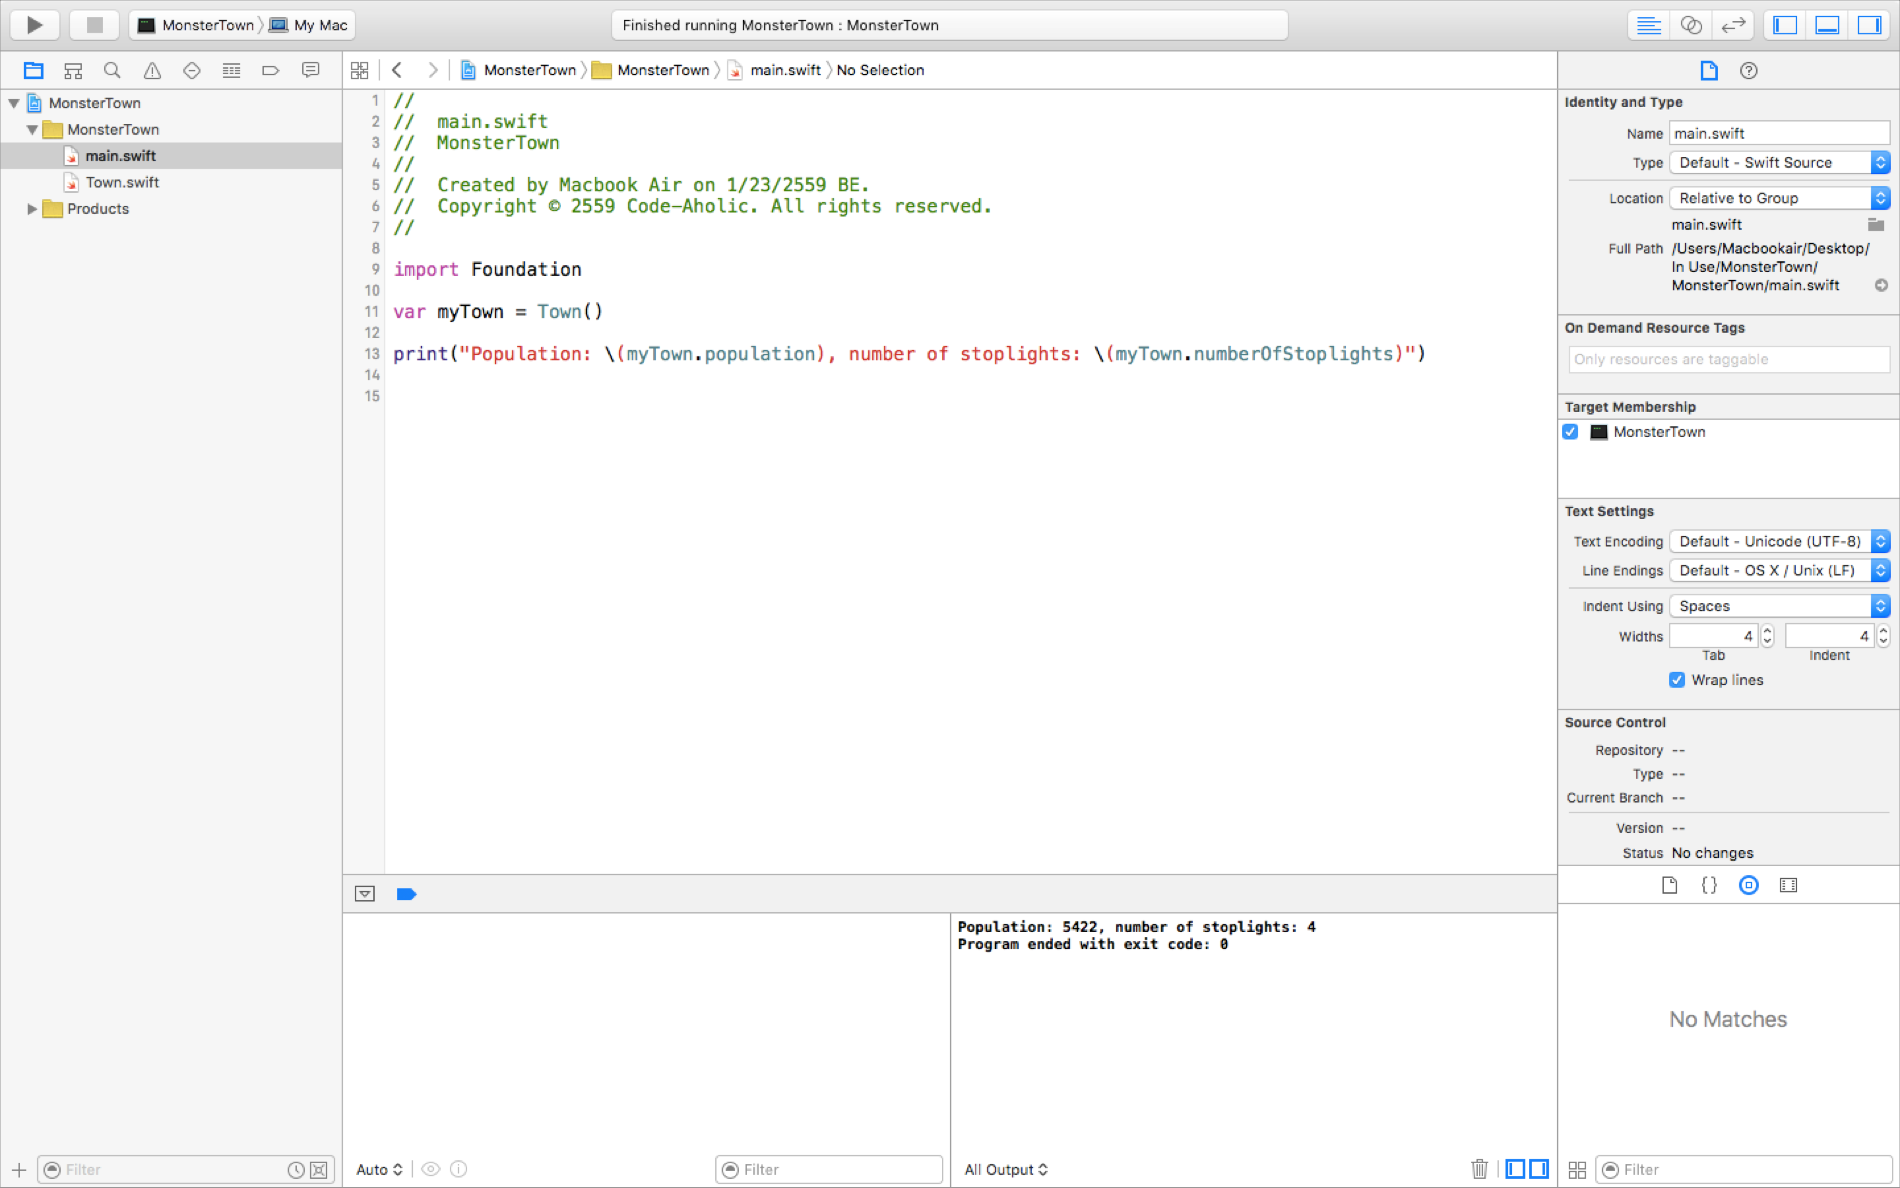 MonsterTown My Mac
Finished running MonsterTown : MonsterTown
MonsterTown MonsterTown main.swift No Selection
MonsterTown
MonsterTown
main.swift
Town.swift
Products
1 //
2 // main.swift
3 // MonsterTown
4 //
5 // Created by Macbook Air on 1/23/2559 BE.
6 // Copyright © 2559 Code-Aholic. All rights reserved.
7 //
8
9 import Foundation
10
11 var myTown = Town()
12
13 print("Population: \(myTown.population), number of stoplights: \(myTown.numberOfStoplights)")
14
15
Identity and Type
Name main.swift
Type Default - Swift Source
Location Relative to Group
main.swift
Full Path /Users/Macbookair/Desktop/
In Use/MonsterTown/
MonsterTown/main.swift
On Demand Resource Tags
Only resources are taggable
Target Membership
MonsterTown
Text Settings
Text Encoding Default - Unicode (UTF-8)
Line Endings Default - OS X / Unix (LF)
Indent Using Spaces
Widths 4 4
Tab Indent
Wrap lines
Source Control
Repository --
Type --
Current Branch --
Version --
Status No changes
Population: 5422, number of stoplights: 4
Program ended with exit code: 0
No Matches
Filter
Auto
Filter
All Output
Filter